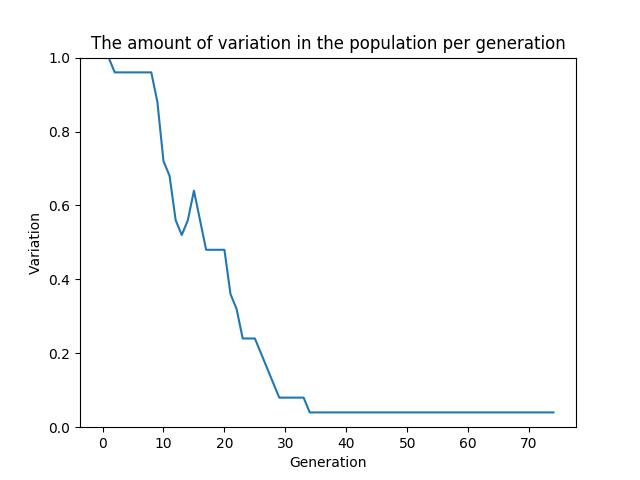 The amount of variation in the population per generation
1.0
0.8
0.6
0.4
0.2
0.0
Variation
0 10 20 30 40 50 60 70
Generation